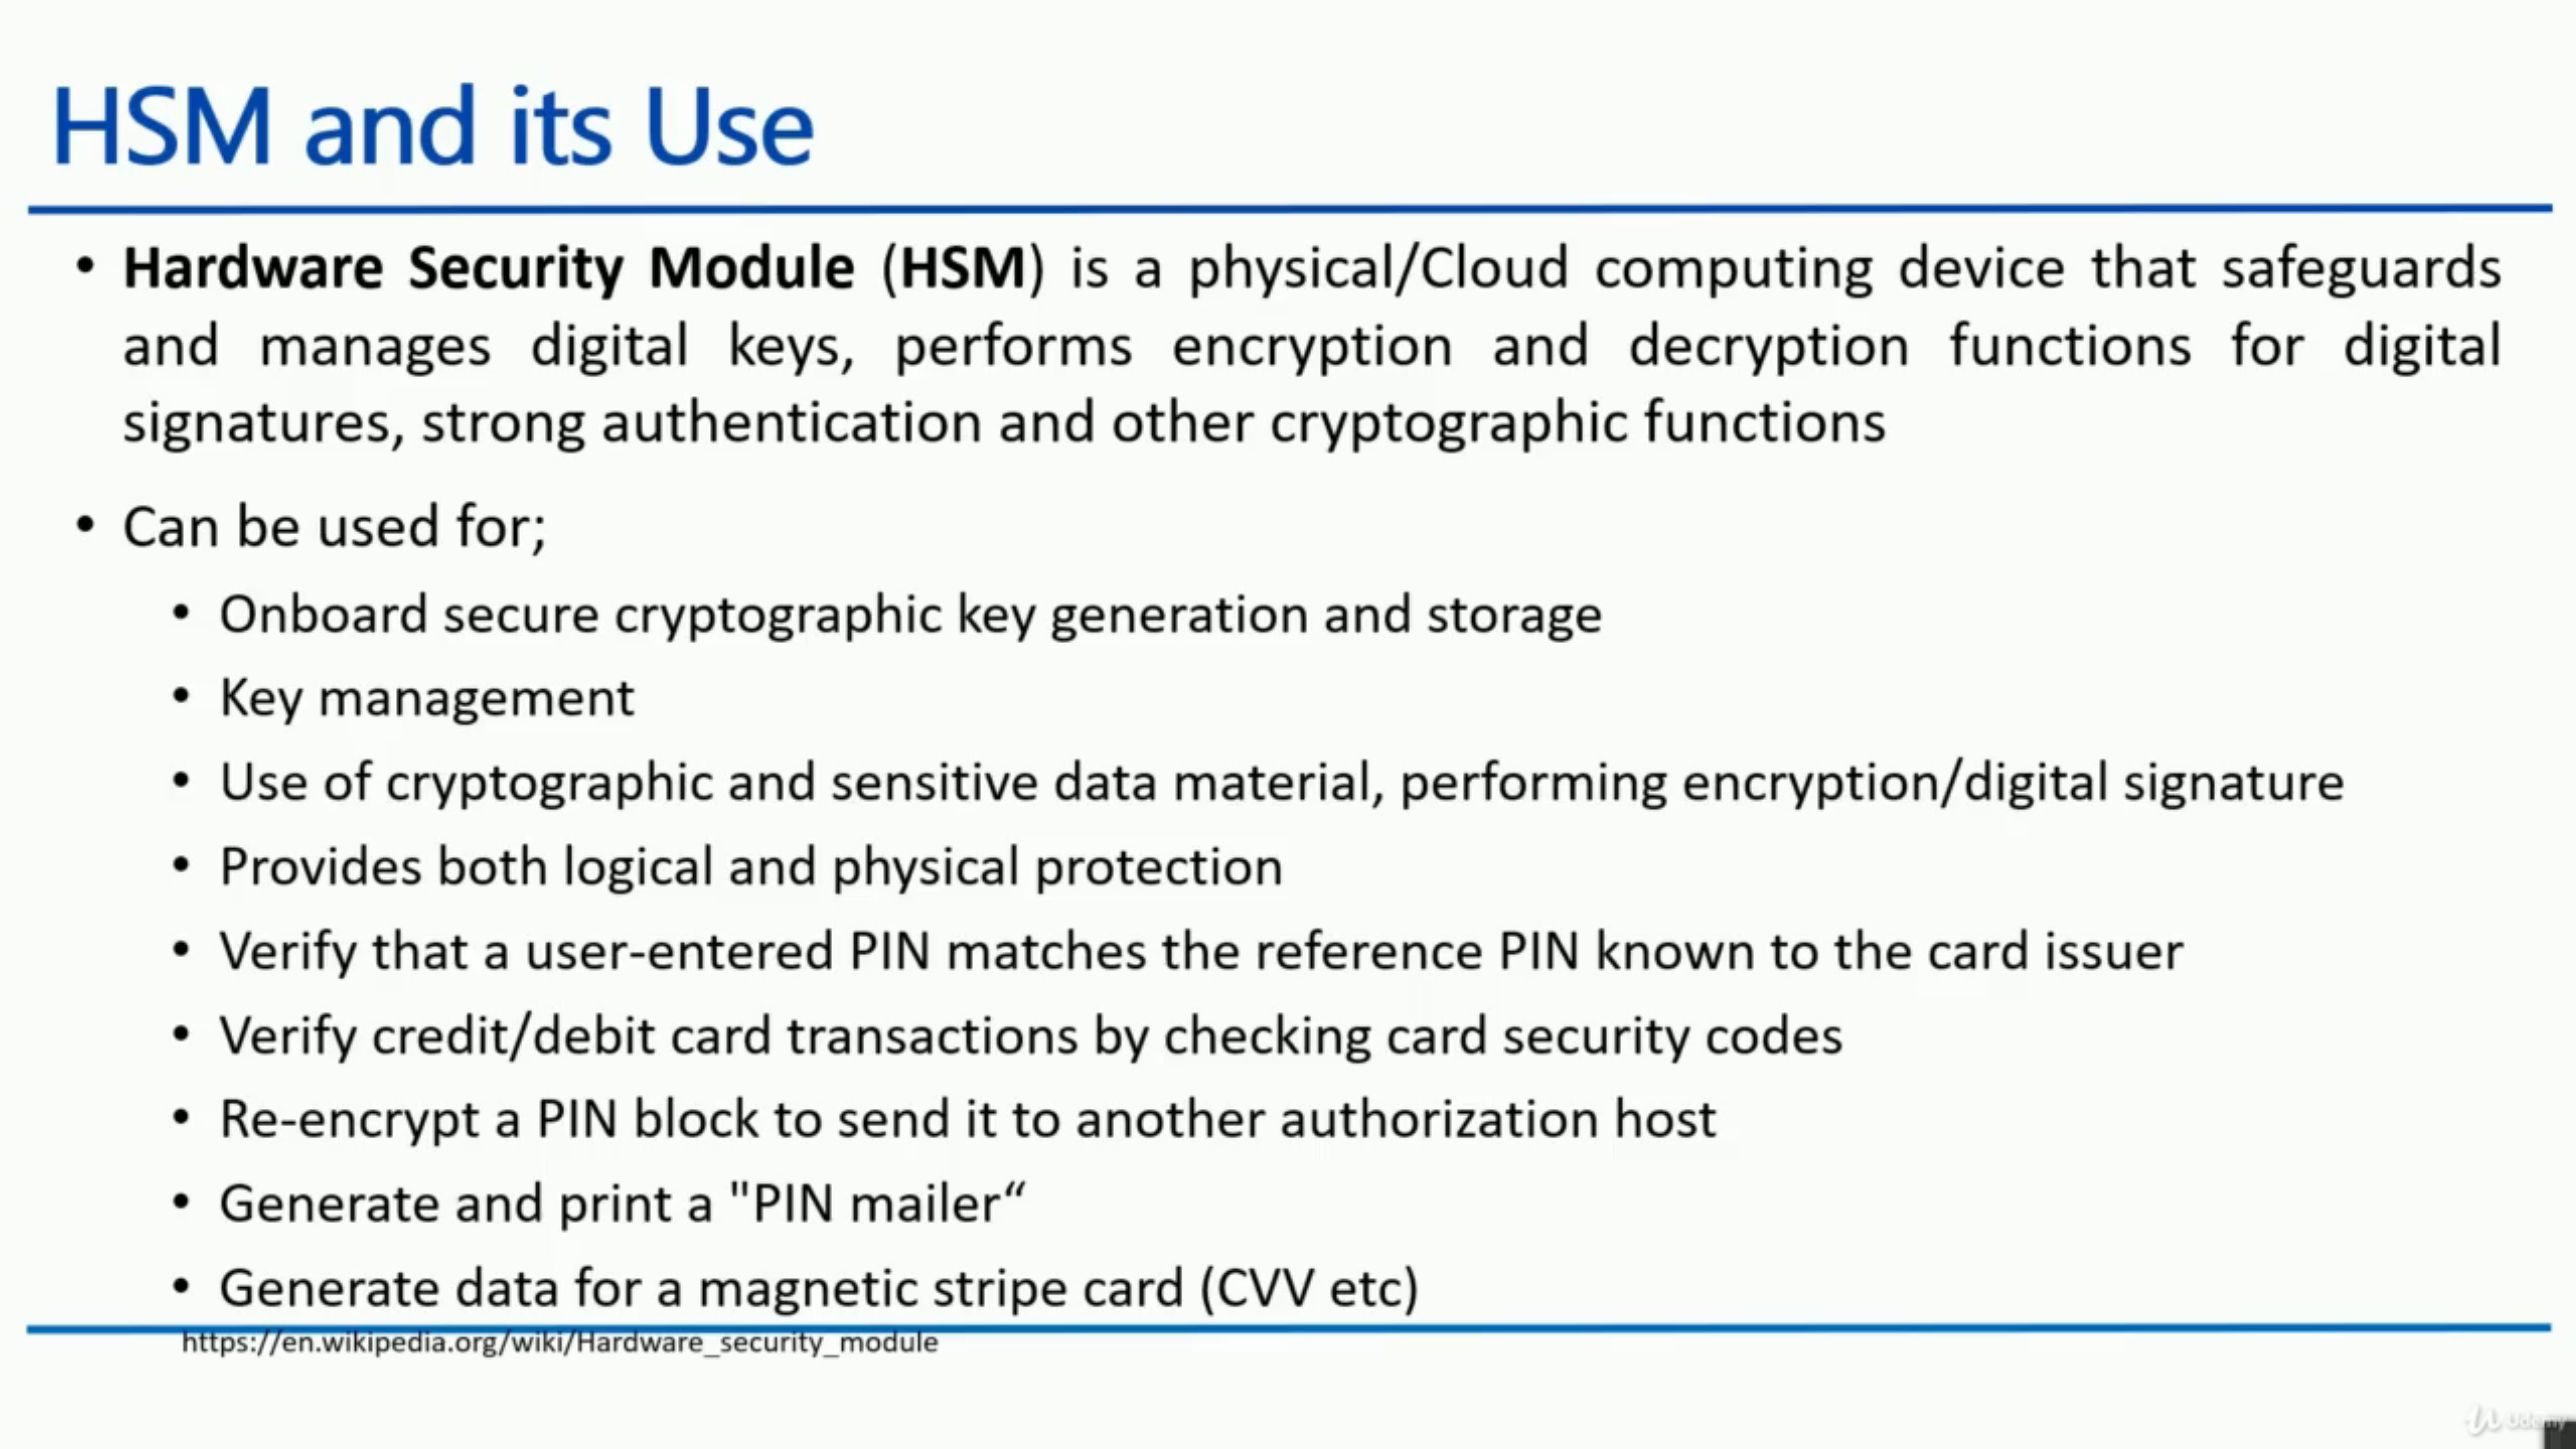 HSM and its Use
• Hardware Security Module (HSM) is a physical/Cloud computing device that safeguards
and manages digital keys, performs encryption and decryption functions for digital
signatures, strong authentication and other cryptographic functions
• Can be used for;
• Onboard secure cryptographic key generation and storage
• Key management
• Use of cryptographic and sensitive data material, performing encryption/digital signature
• Provides both logical and physical protection
• Verify that a user-entered PIN matches the reference PIN known to the card issuer
• Verify credit/debit card transactions by checking card security codes
• Re-encrypt a PIN block to send it to another authorization host
• Generate and print a "PIN mailer“
• Generate data for a magnetic stripe card (CVV etc)
https://en.wikipedia.org/wiki/Hardware_security_module
Udemy